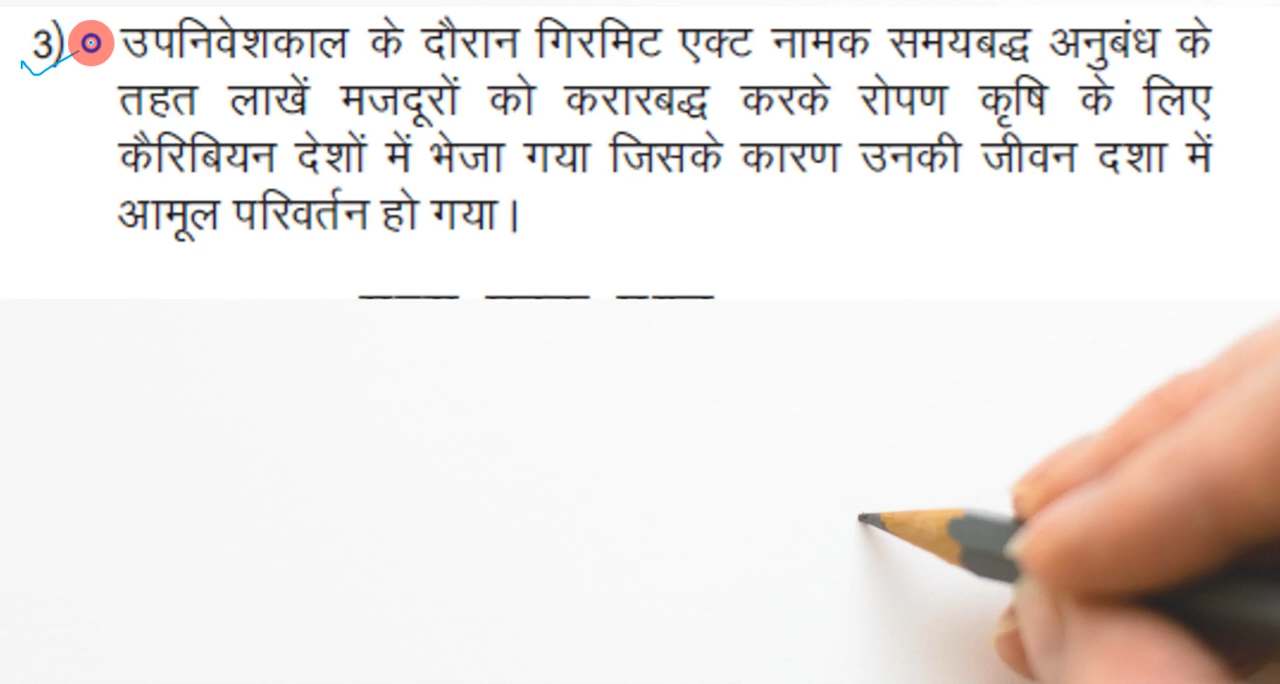 3) उपनिवेशकाल के दौरान गिरमिट एक्ट नामक समयबद्ध अनुबंध के
तहत लाखें मजदूरों को करारबद्ध करके रोपण कृषि के लिए
कैरिबियन देशों में भेजा गया जिसके कारण उनकी जीवन दशा में
आमूल परिवर्तन हो गया।